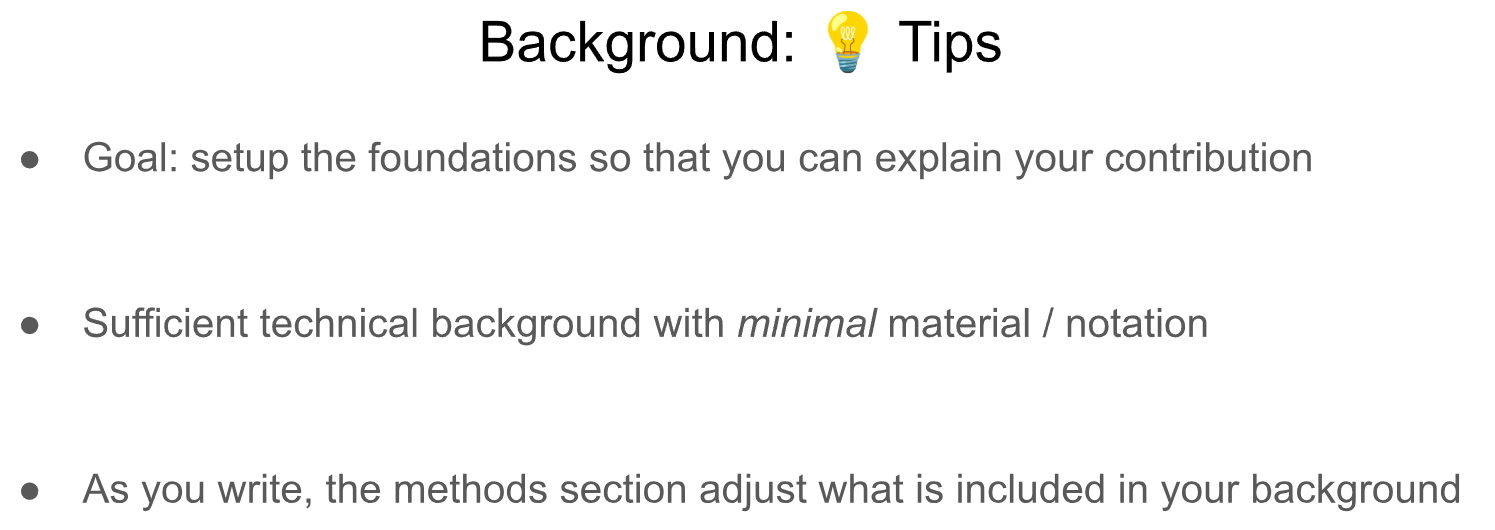 Background: 💡 Tips
● Goal: setup the foundations so that you can explain your contribution
● Sufficient technical background with minimal material / notation
● As you write, the methods section adjust what is included in your background